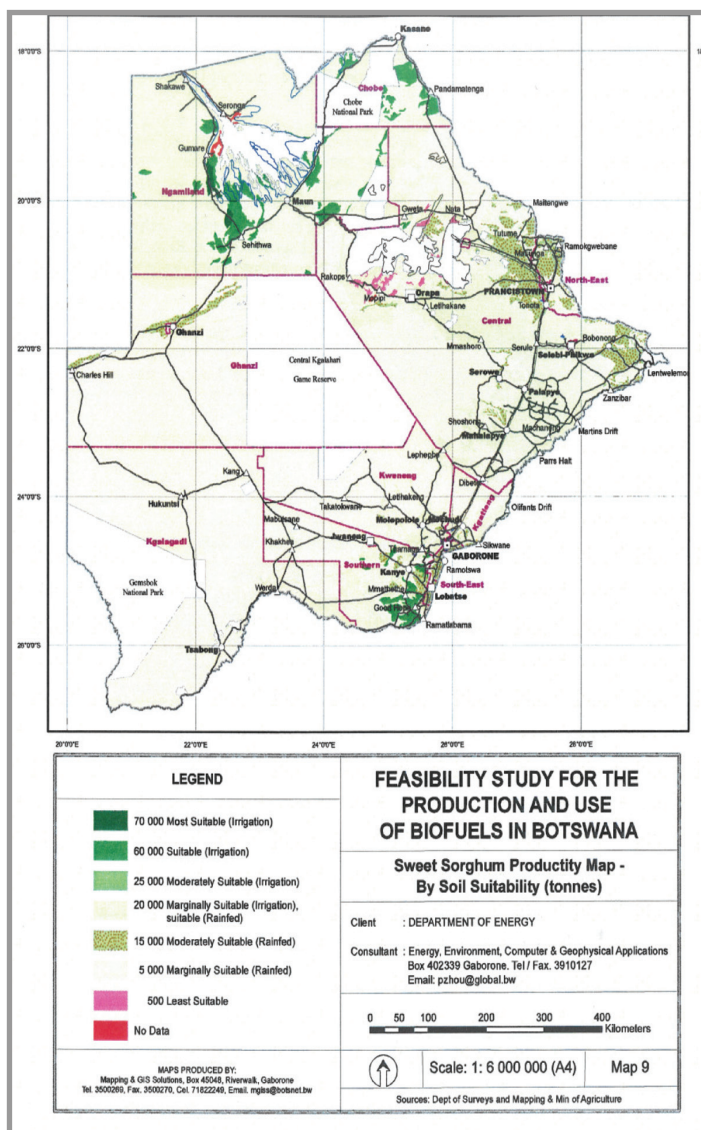 Kasane
18°0'0"S
Shakawe
Chobe
Pandamatenga
Seronga
Chobe
National Park
Gumare
Ngamiland
20°0'0"S
Maun
Gweta
Nata
Maitengwe
Sehithwa
Tutume
Masunga
Ramokgwebane
Rakops
Mopipi
Orapa
FRANCISTOWN
North-East
Letlhakane
Tonota
Ghanzi
Central
Mmashoro
Serule
Bobonong
22°0'0"S
Ghanzi
Central Kgalahari
Game Reserve
Selebi-Phikwe
Charles Hill
Serowe
Lentwelemori
Palapye
Zanzibar
Shoshong
Machaneng
Mahalapye
Martins Drift
Lephephe
Parrs Halt
Kang
Kweneng
Dibete
24°0'0"S
Hukuntsi
Takatokwane
Letlhakeng
Kgatleng
Olifants Drift
Mabutsane
Molepolole
Mochudi
Kgalagadi
Khakhea
Jwaneng
Thamaga
Sikwane
GABORONE
Gemsbok
National Park
Southern
Kanye
Ramotswa
South-East
Werda
Mmathethe
Lobatse
Good Hope
Ramatlabama
26°0'0"S
Tsabong
20°0'0"E
22°0'0"E
24°0'0"E
26°0'0"E
28°0'0"E
LEGEND
70 000 Most Suitable (Irrigation)
60 000 Suitable (Irrigation)
25 000 Moderately Suitable (Irrigation)
20 000 Marginally Suitable (Irrigation),
suitable (Rainfed)
15 000 Moderately Suitable (Rainfed)
5 000 Marginally Suitable (Rainfed)
500 Least Suitable
No Data
MAPS PRODUCED BY:
Mapping & GIS Solutions, Box 45048, Riverwalk, Gaborone
Tel. 3500269, Fax. 3500270, Cel. 71822249, Email. mgiss@botsnet.bw
FEASIBILITY STUDY FOR THE
PRODUCTION AND USE
OF BIOFUELS IN BOTSWANA
Sweet Sorghum Productity Map -
By Soil Suitability (tonnes)
Client : DEPARTMENT OF ENERGY
Consultant : Energy, Environment, Computer & Geophysical Applications
Box 402339 Gaborone. Tel / Fax. 3910127
Email: pzhou@global.bw
0 50 100 200 300 400
Kilometers
Scale: 1: 6 000 000 (A4)
Map 9
Sources: Dept of Surveys and Mapping & Min of Agriculture